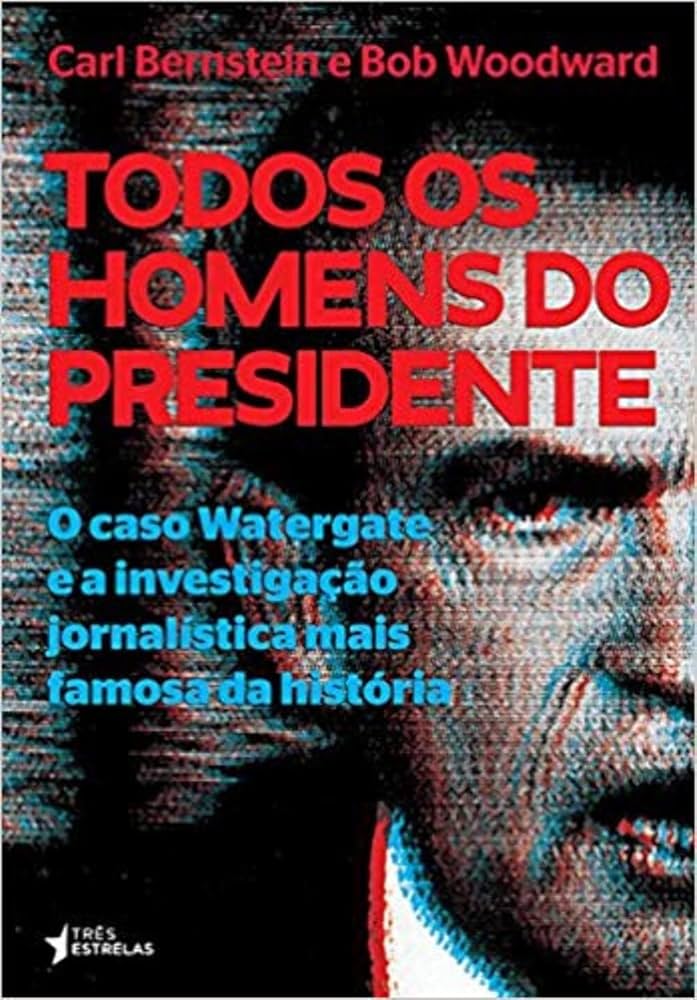 Carl Bernstein e Bob Woodward
TODOS OS
HOMENS DO
PRESIDENTE
O caso Watergate
e a investigação
jornalística mais
famosa da história
TRÊS
ESTRELAS